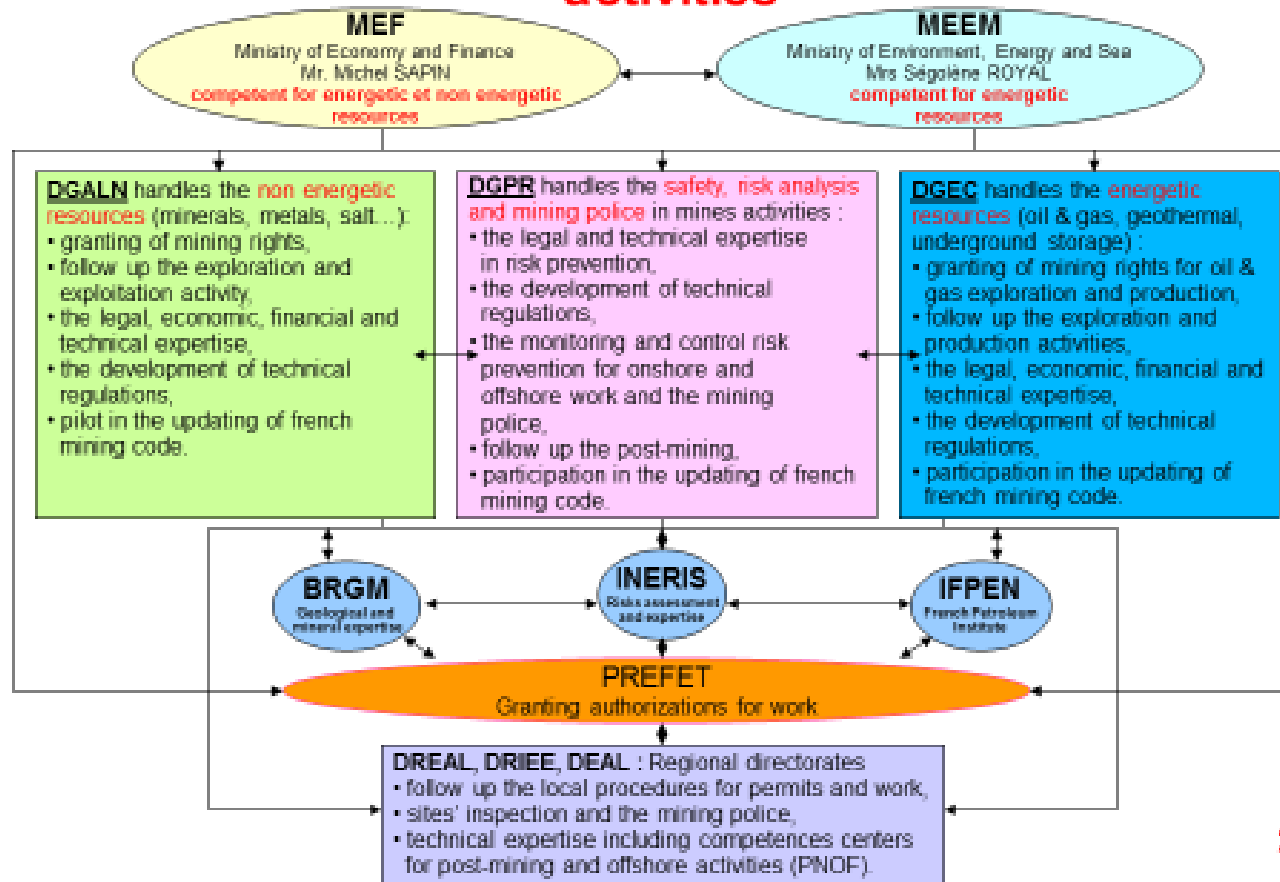 activities
MEF
Ministry of Economy and Finance
Mr. Michel SAPIN
competent for energetic et non energetic
resources
MEEM
Ministry of Environment, Energy and Sea
Mrs Ségolène ROYAL
competent for energetic
resources
DGALN handles the non energetic
resources (minerals, metals, salt...):
• granting of mining rights,
• follow up the exploration and
exploitation activity,
• the legal, economic, financial and
technical expertise,
• the development of technical
regulations,
• pilot in the updating of french
mining code.
DGPR handles the safety, risk analysis
and mining police in mines activities :
• the legal and technical expertise
in risk prevention,
• the development of technical
regulations,
• the monitoring and control risk
prevention for onshore and
offshore work and the mining
police,
• follow up the post-mining,
• participation in the updating of french
mining code.
DGEC handles the energetic
resources (oil & gas, geothermal,
underground storage) :
• granting of mining rights for oil &
gas exploration and production,
• follow up the exploration and
production activities,
• the legal, economic, financial and
technical expertise,
• the development of technical
regulations,
• participation in the updating of
french mining code.
BRGM
Geological and
mineral expertise
INERIS
Risks assessment
and expertise
IFPEN
French Petroleum
Institute
PREFET
Granting authorizations for work
DREAL, DRIEE, DEAL : Regional directorates
• follow up the local procedures for permits and work,
• sites' inspection and the mining police,
• technical expertise including competences centers
for post-mining and offshore activities (PNOF).